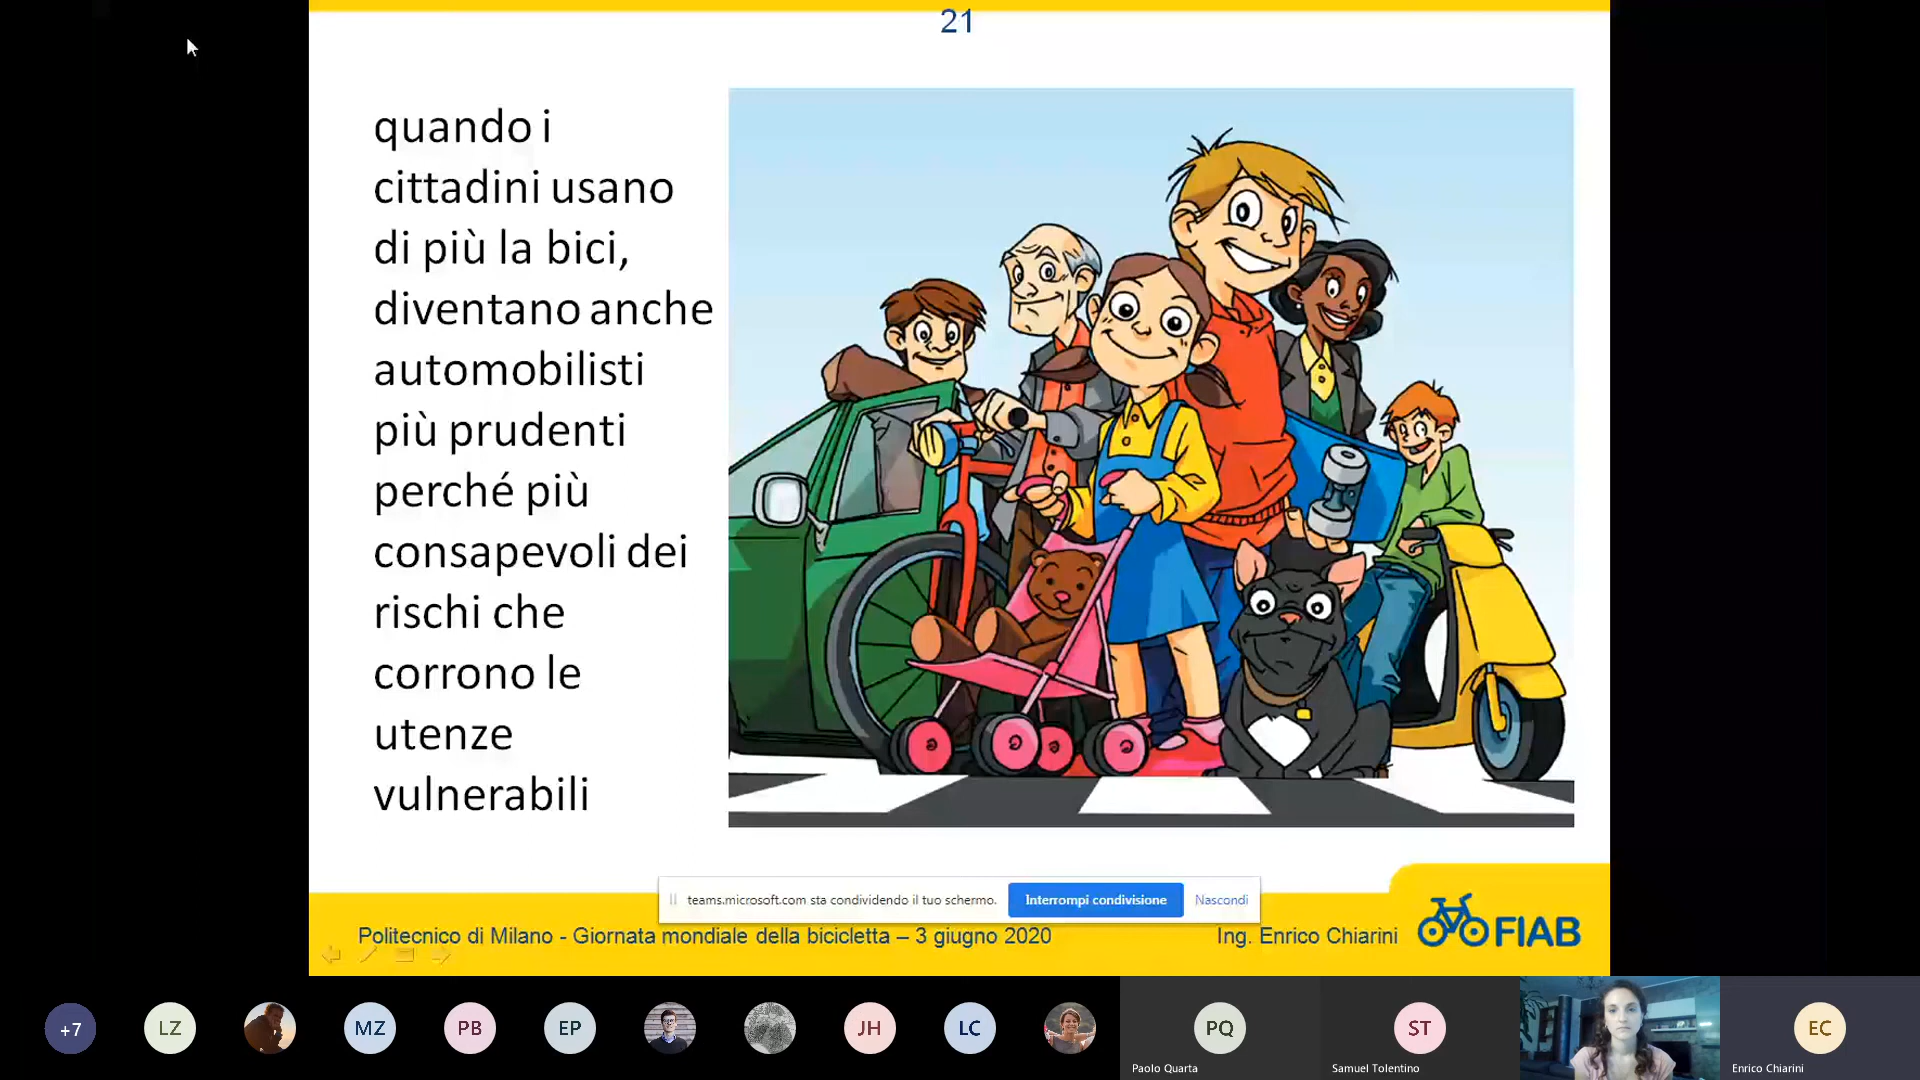 21
quando i
cittadini usano
di più la bici,
diventano anche
automobilisti
più prudenti
perché più
consapevoli dei
rischi che
corrono le
utenze
vulnerabili
teams.microsoft.com sta condividendo il tuo schermo.
Interrompi condivisione
Nascondi
Politecnico di Milano - Giornata mondiale della bicicletta – 3 giugno 2020
Ing. Enrico Chiarini
FIAB
+7
LZ
MZ
PB
EP
JH
LC
PQ
Paolo Quarta
ST
Samuel Tolentino
EC
Enrico Chiarini